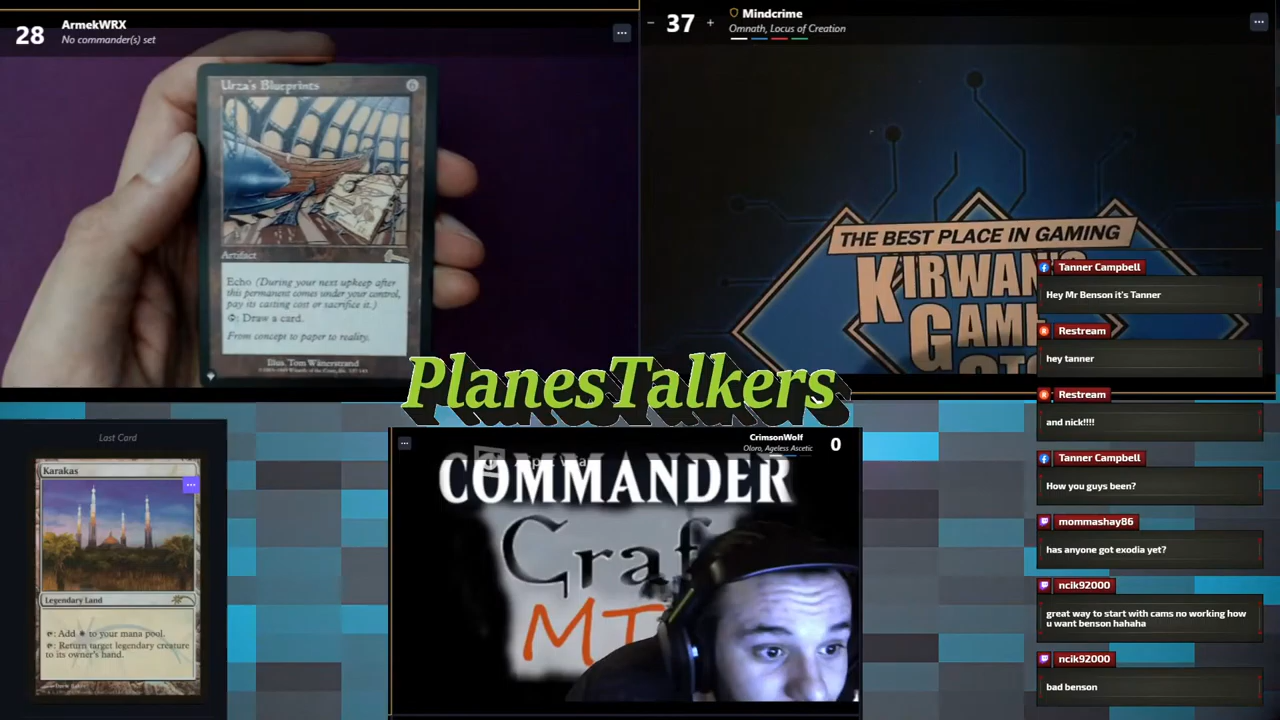 28
ArmekWRX
No commander(s) set
37
Mindcrime
Omnath, Locus of Creation
Urza's Blueprints
6
Artifact
Echo (During your next upkeep after
this permanent comes under your control,
pay its casting cost or sacrifice it.)
: Draw a card.
From concept to paper to reality.
Illus. Tom Wänerstrand
THE BEST PLACE IN GAMING
KIRWAN'S
GAME
PlanesTalkers
Last Card
Karakas
Legendary Land
: Add to your mana pool.
: Return target legendary creature
to its owner's hand.
CrimsonWolf
Oloro, Ageless Ascetic
0
COMMANDER
Craf
MT
Tanner Campbell
Hey Mr Benson it's Tanner
Restream
hey tanner
Restream
and nick!!!!
Tanner Campbell
How you guys been?
mommashay86
has anyone got exodia yet?
ncik92000
great way to start with cams no working how
u want benson hahaha
ncik92000
bad benson